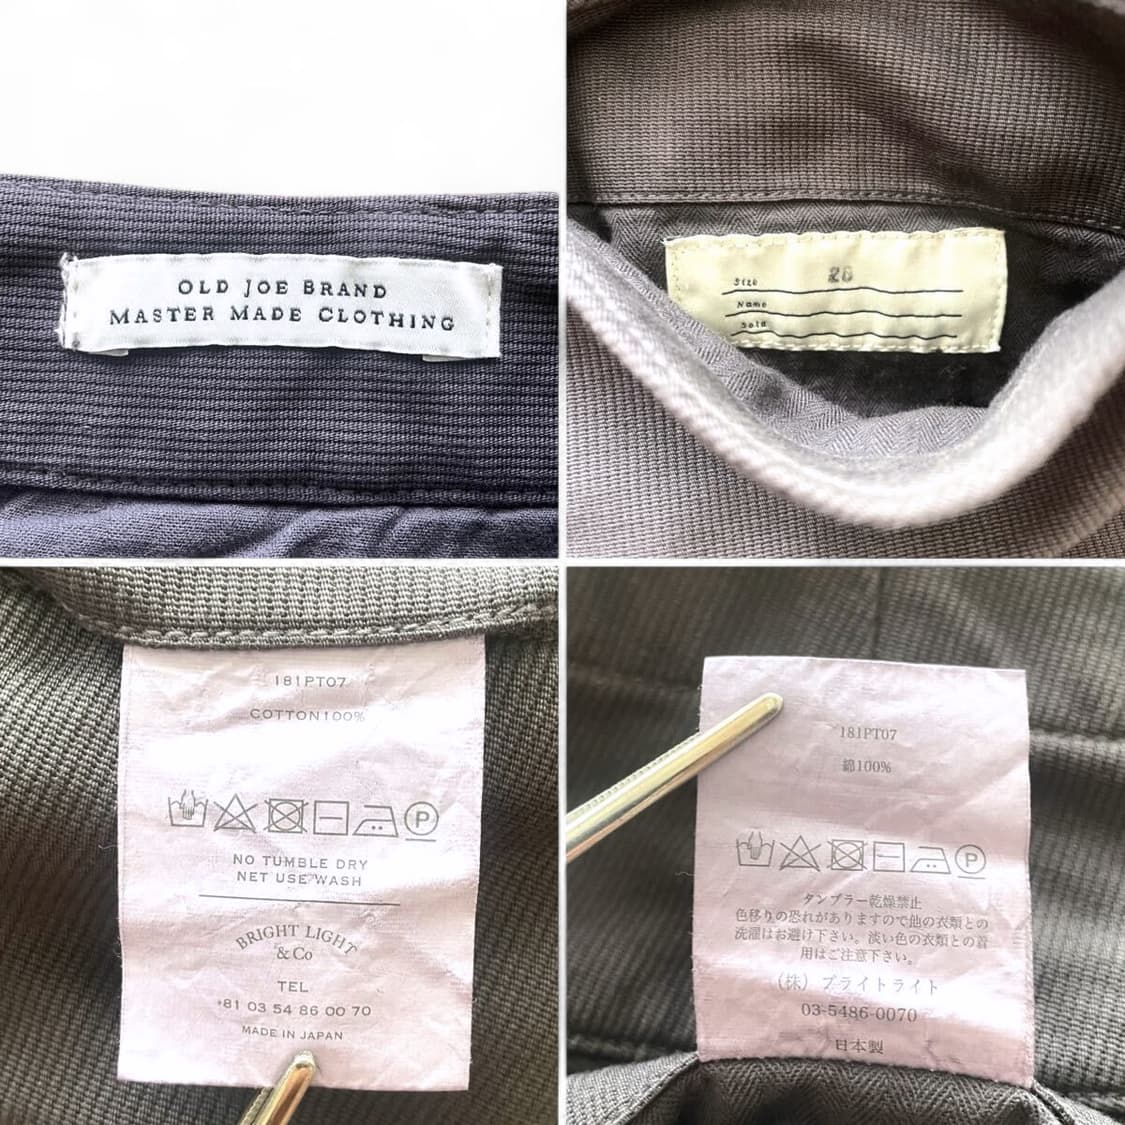 OLD JOE BRAND
MASTER MADE CLOTHING
Size 28
Name
Sold
181PT07
COTTON100%
P
NO TUMBLE DRY
NET USE WASH
BRIGHT LIGHT
& Co
TEL
+81 03 54 86 00 70
MADE IN JAPAN
181PT07
綿100%
P
タンブラー乾燥禁止
色移りの恐れがありますので他の衣類との
洗濯はお避け下さい。淡い色の衣類との着
用はご注意下さい。
(株) ブライトライト
03-5486-0070
日本製